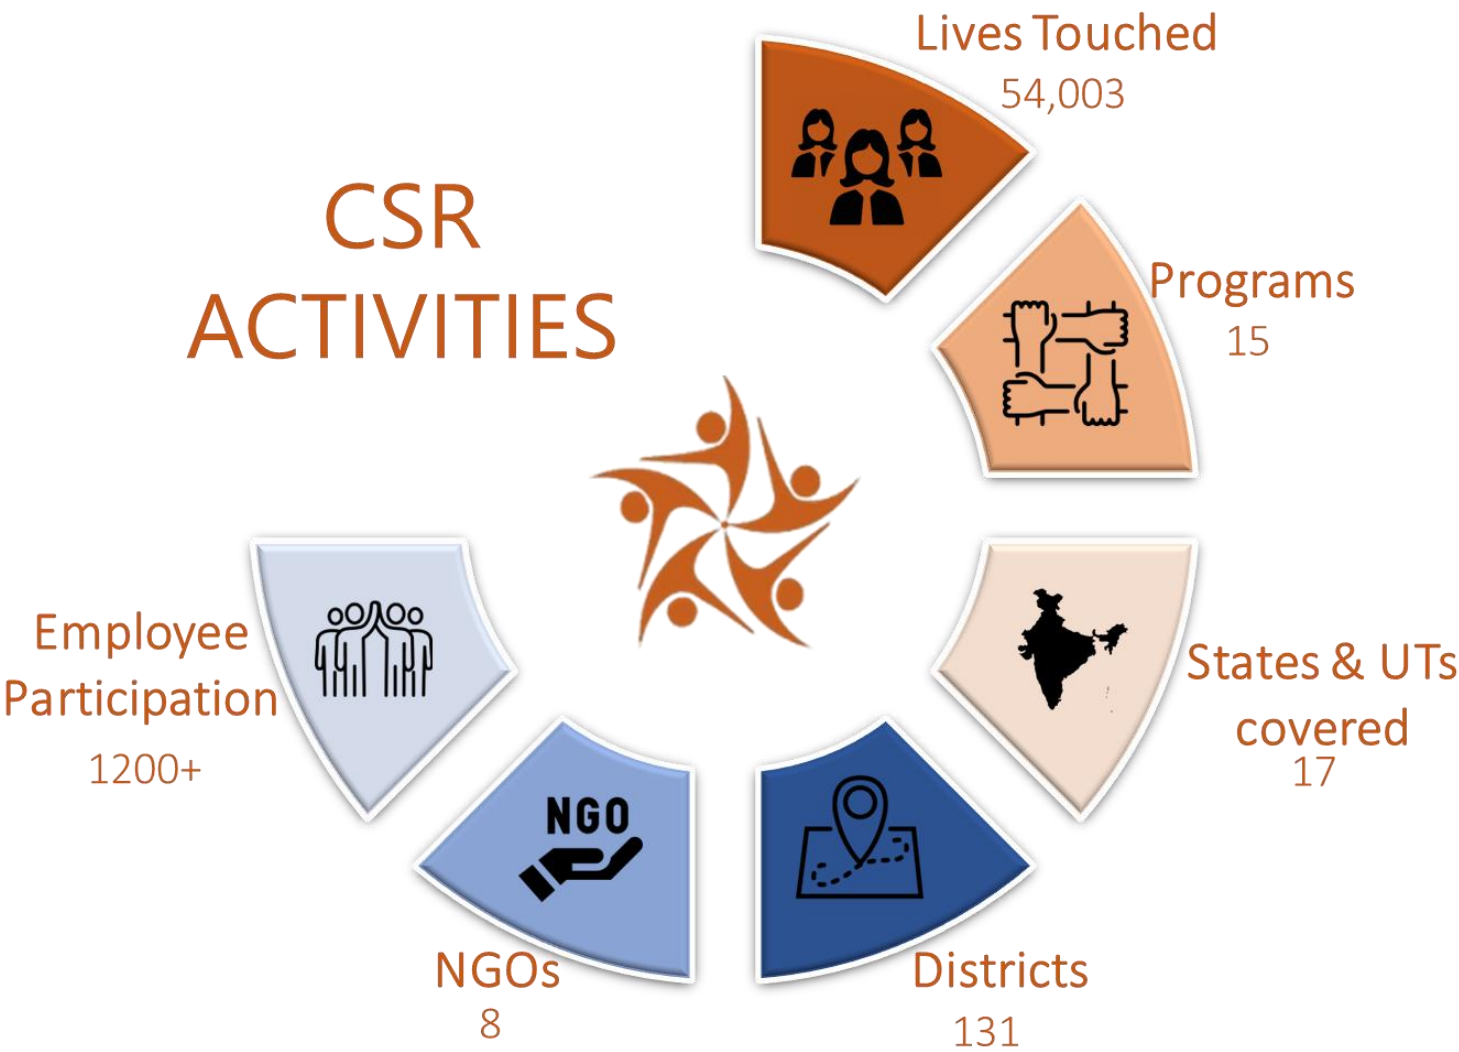 CSR
ACTIVITIES
Lives Touched
54,003
Programs
15
States & UTs
covered
17
Districts
131
NGO
NGOs
8
Employee
Participation
1200+